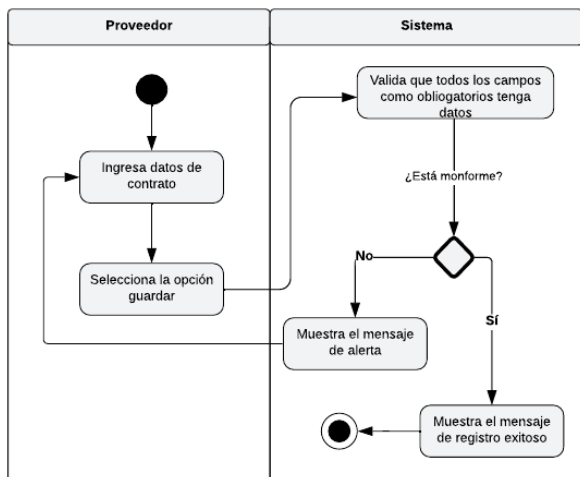 Proveedor
Sistema
Valida que todos los campos
como obliogatorios tenga
datos
Ingresa datos de
contrato
¿Está monforme?
Selecciona la opción
guardar
No
Sí
Muestra el mensaje
de alerta
Muestra el mensaje
de registro exitoso